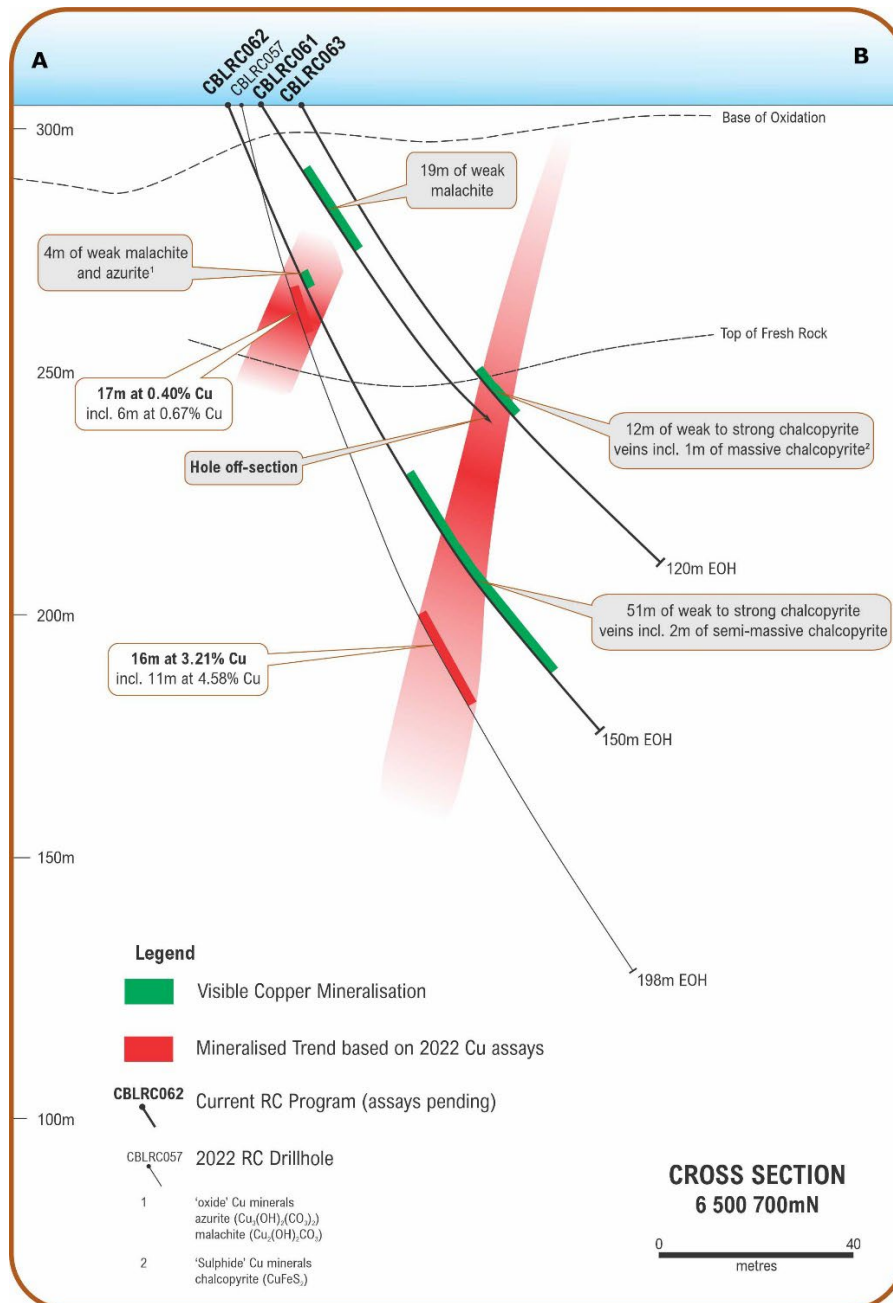 A
B
CBLRC062
CBLRC057
CBLRC061
CBLRC063
300m
Base of Oxidation
19m of weak
malachite
4m of weak malachite
and azurite¹
Top of Fresh Rock
250m
17m at 0.40% Cu
incl. 6m at 0.67% Cu
12m of weak to strong chalcopyrite
veins incl. 1m of massive chalcopyrite²
Hole off-section
120m EOH
200m
51m of weak to strong chalcopyrite
veins incl. 2m of semi-massive chalcopyrite
16m at 3.21% Cu
incl. 11m at 4.58% Cu
150m EOH
150m
198m EOH
Legend
Visible Copper Mineralisation
Mineralised Trend based on 2022 Cu assays
CBLRC062
Current RC Program (assays pending)
100m
CBLRC057
2022 RC Drillhole
1
'oxide' Cu minerals
azurite (Cu₃(OH)₂(CO₃)₂)
malachite (Cu₂(OH)₂CO₃)
2
'Sulphide' Cu minerals
chalcopyrite (CuFeS₂)
CROSS SECTION
6 500 700mN
0
40
metres